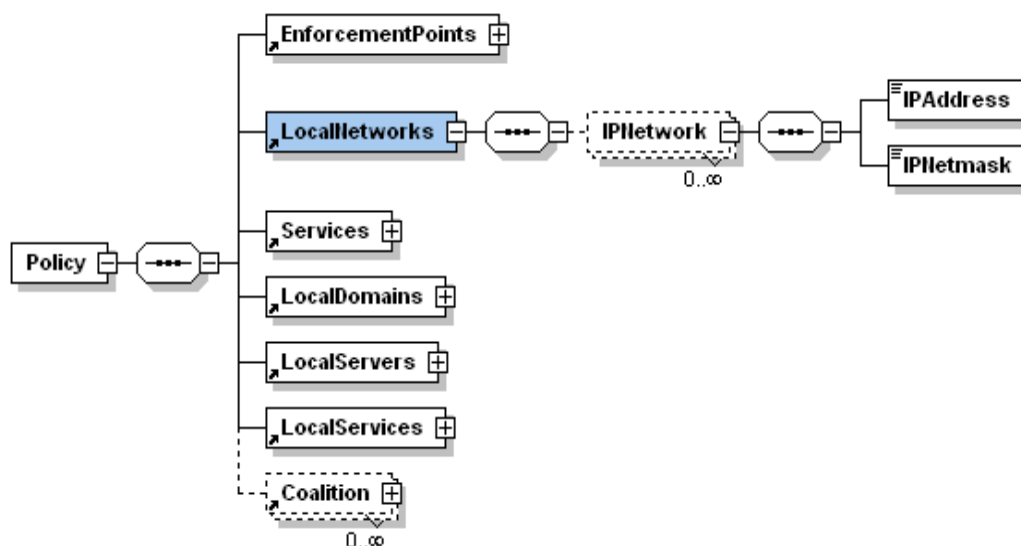 EnforcementPoints
LocalNetworks
IPNetwork
0..∞
IPAddress
IPNetmask
Services
Policy
LocalDomains
LocalServers
LocalServices
Coalition
0..∞